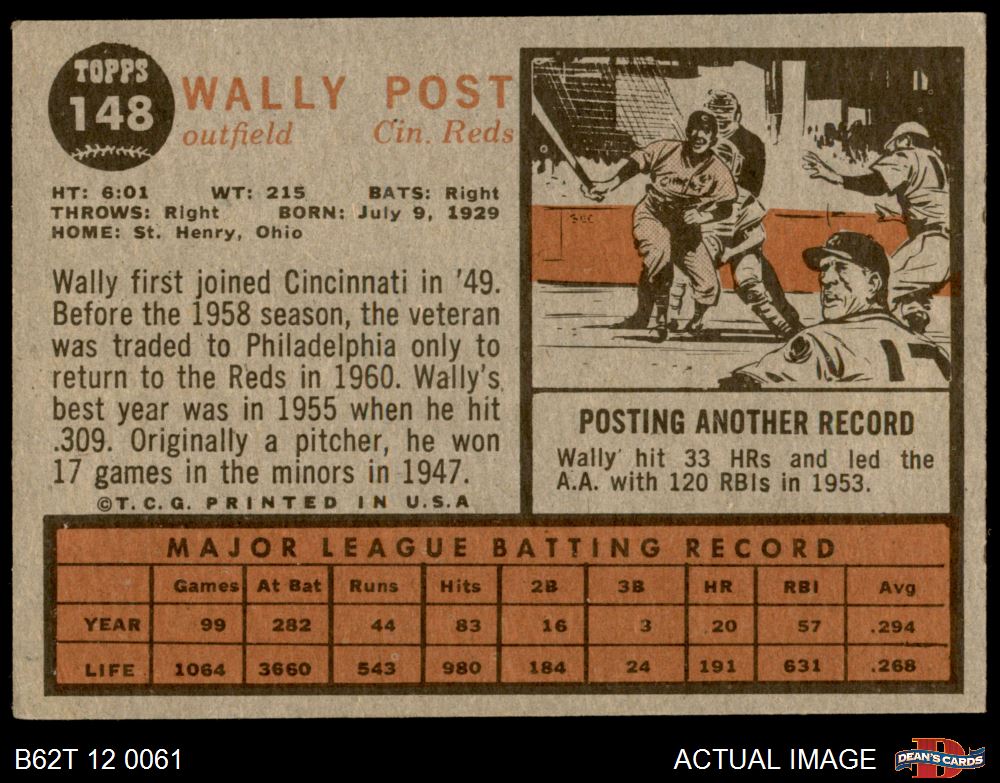 TOPPS
148
WALLY POST
outfield Cin. Reds
HT: 6:01 WT: 215 BATS: Right
THROWS: Right BORN: July 9, 1929
HOME: St. Henry, Ohio
Wally first joined Cincinnati in '49.
Before the 1958 season, the veteran
was traded to Philadelphia only to
return to the Reds in 1960. Wally's
best year was in 1955 when he hit
.309. Originally a pitcher, he won
17 games in the minors in 1947.
©T.C.G. PRINTED IN U.S.A
SEC
17
POSTING ANOTHER RECORD
Wally hit 33 HRs and led the
A.A. with 120 RBIs in 1953.
MAJOR LEAGUE BATTING RECORD
Games At Bat Runs Hits 2B 3B HR RBI Avg
YEAR 99 282 44 83 16 3 20 57 .294
LIFE 1064 3660 543 980 184 24 191 631 .268
B62T 12 0061 ACTUAL IMAGE
D
DEAN'S CARDS